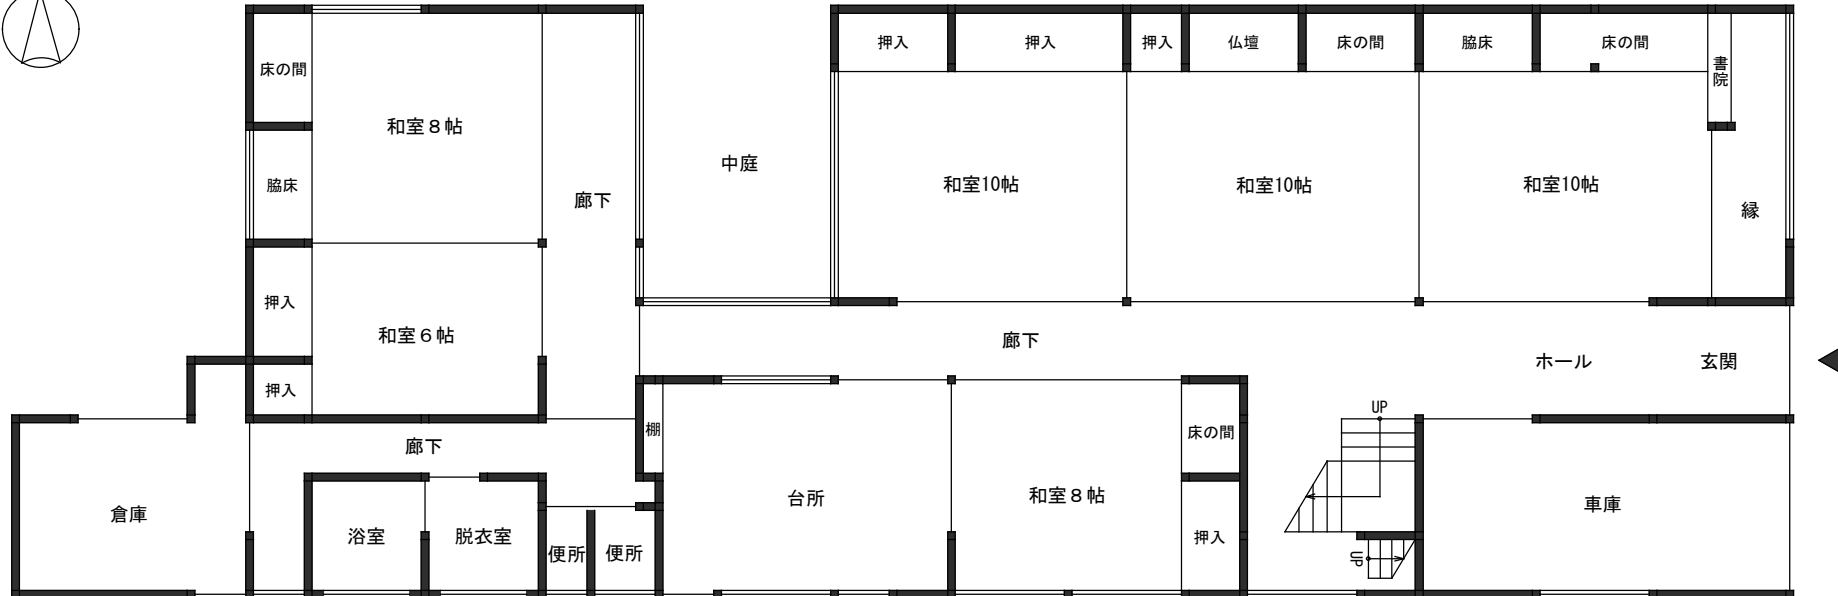 押入
押入
押入
仏壇
床の間
脇床
床の間
書院
床の間
和室８帖
脇床
中庭
廊下
和室10帖
和室10帖
和室10帖
縁
押入
和室６帖
廊下
ホール
玄関
押入
UP
棚
床の間
廊下
台所
和室８帖
車庫
倉庫
浴室
脱衣室
便所
便所
押入
UP